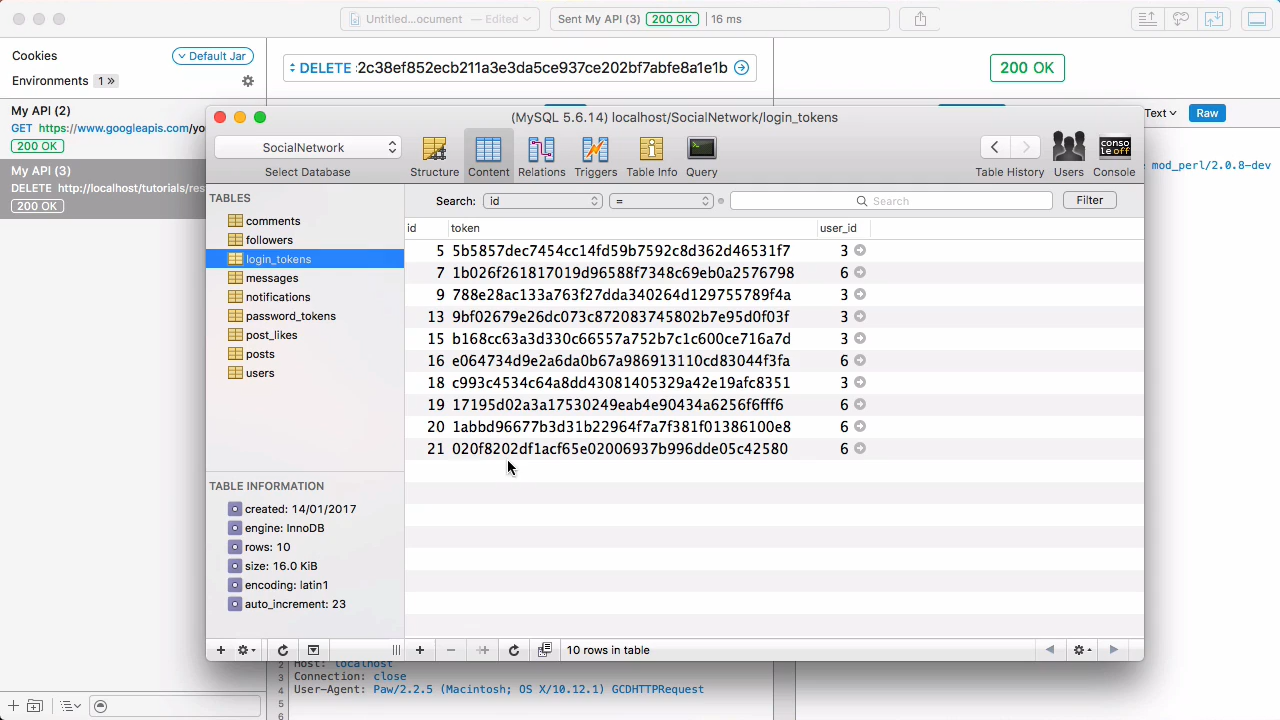 Untitled...ocument — Edited
Sent My API (3) 200 OK 16 ms
Cookies
Default Jar
Environments 1 »
DELETE :2c38ef852ecb211a3e3da5ce937ce202bf7abfe8a1e1b
200 OK
My API (2)
GET https://www.googleapis.com/yo
200 OK
My API (3)
DELETE http://localhost/tutorials/res
200 OK
Text
Raw
mod_perl/2.0.8-dev
(MySQL 5.6.14) localhost/SocialNetwork/login_tokens
SocialNetwork
Select Database
Structure
Content
Relations
Triggers
Table Info
Query
Table History
Users
conso
le off
Console
TABLES
comments
followers
login_tokens
messages
notifications
password_tokens
post_likes
posts
users
Search: id = Search Filter
id token user_id
5 5b5857dec7454cc14fd59b7592c8d362d46531f7 3
7 1b026f261817019d96588f7348c69eb0a2576798 6
9 788e28ac133a763f27dda340264d129755789f4a 3
13 9bf02679e26dc073c872083745802b7e95d0f03f 3
15 b168cc63a3d330c66557a752b7c1c600ce716a7d 3
16 e064734d9e2a6da0b67a986913110cd83044f3fa 6
18 c993c4534c64a8dd43081405329a42e19afc8351 3
19 17195d02a3a17530249eab4e90434a6256f6fff6 6
20 1abbd96677b3d31b22964f7a7f381f01386100e8 6
21 020f8202df1acf65e02006937b996dde05c42580 6
TABLE INFORMATION
created: 14/01/2017
engine: InnoDB
rows: 10
size: 16.0 KiB
encoding: latin1
auto_increment: 23
10 rows in table
2 Host: localhost
3 Connection: close
4 User-Agent: Paw/2.2.5 (Macintosh; OS X/10.12.1) GCDHTTPRequest
5
6